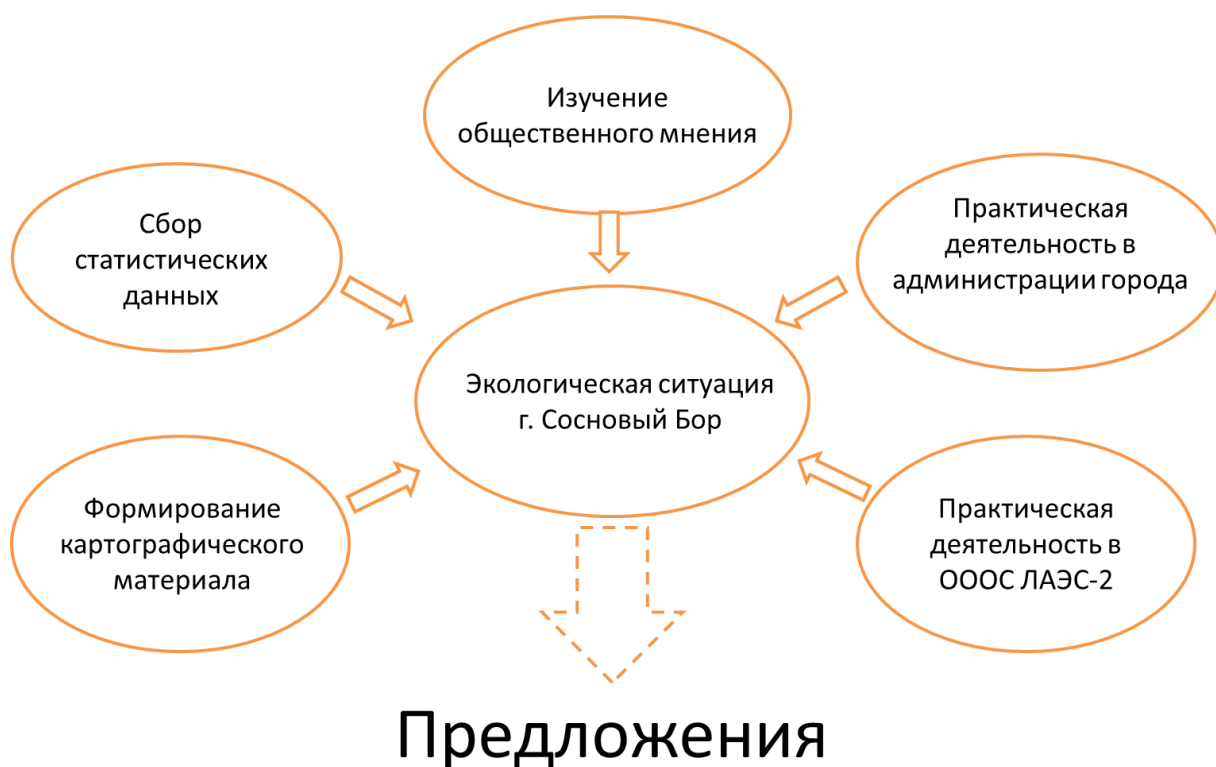 Изучение
общественного мнения
Сбор
статистических
данных
Практическая
деятельность в
администрации города
Экологическая ситуация
г. Сосновый Бор
Формирование
картографического
материала
Практическая
деятельность в
ОООС ЛАЭС-2
Предложения